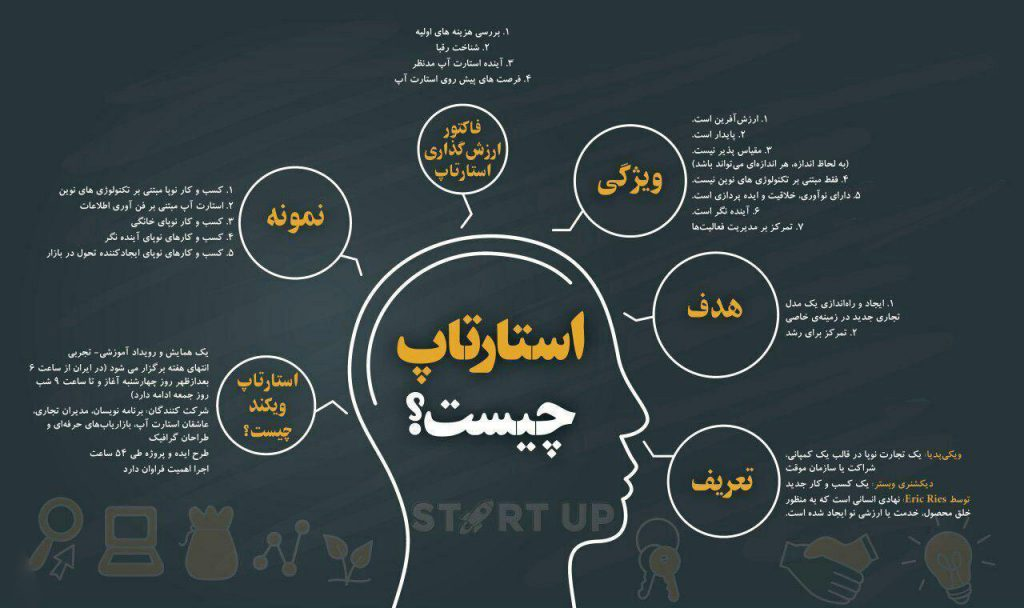 استارتاپ
چیست؟
START UP
تعریف
ویکی‌پدیا: یک تجارت نوپا در قالب یک کمپانی،
شراکت یا سازمان موقت
دیکشنری وبستر: یک کسب و کار جدید
توسط Eric Ries: نهادی انسانی است که به منظور
خلق محصول، خدمت یا ارزشی نو ایجاد شده است.
هدف
۱. ایجاد و راه‌اندازی یک مدل
تجاری جدید در زمینه‌ی خاصی
۲. تمرکز برای رشد
ویژگی
۱. ارزش‌آفرین است.
۲. پایدار است.
۳. مقیاس پذیر نیست.
(به لحاظ اندازه، هر اندازه‌ای می‌تواند باشد)
۴. فقط مبتنی بر تکنولوژی های نوین نیست.
۵. دارای نوآوری، خلاقیت و ایده پردازی است.
۶. آینده نگر است.
۷. تمرکز بر مدیریت فعالیت‌ها
فاکتور
ارزش‌گذاری
استارتاپ
۱. بررسی هزینه های اولیه
۲. شناخت رقبا
۳. آینده استارت آپ مدنظر
۴. فرصت های پیش روی استارت آپ
نمونه
۱. کسب و کار نوپا مبتنی بر تکنولوژی های نوین
۲. استارت آپ مبتنی بر فن آوری اطلاعات
۳. کسب و کار نوپای خانگی
۴. کسب و کارهای نوپای آینده نگر
۵. کسب و کارهای نوپای ایجادکننده تحول در بازار
استارتاپ
ویکند
چیست؟
یک همایش و رویداد آموزشی- تجربی
انتهای هفته برگزار می شود (در ایران از ساعت ۶
بعدازظهر روز چهارشنبه آغاز و تا ساعت ۹ شب
روز جمعه ادامه دارد)
شرکت کنندگان: برنامه نویسان، مدیران تجاری،
عاشقان استارت آپ، بازاریاب‌های حرفه‌ای و
طراحان گرافیک
طرح ایده و پروژه طی ۵۴ ساعت
اجرا اهمیت فراوان دارد